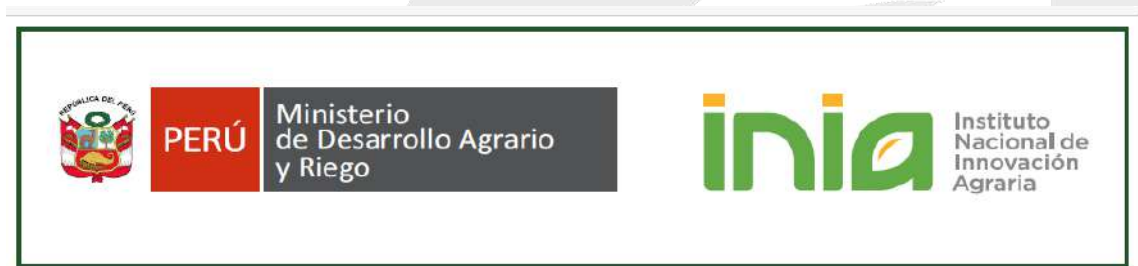 REPÚBLICA DEL PERÚ
PERÚ
Ministerio
de Desarrollo Agrario
y Riego
inia
Instituto
Nacional de
Innovación
Agraria